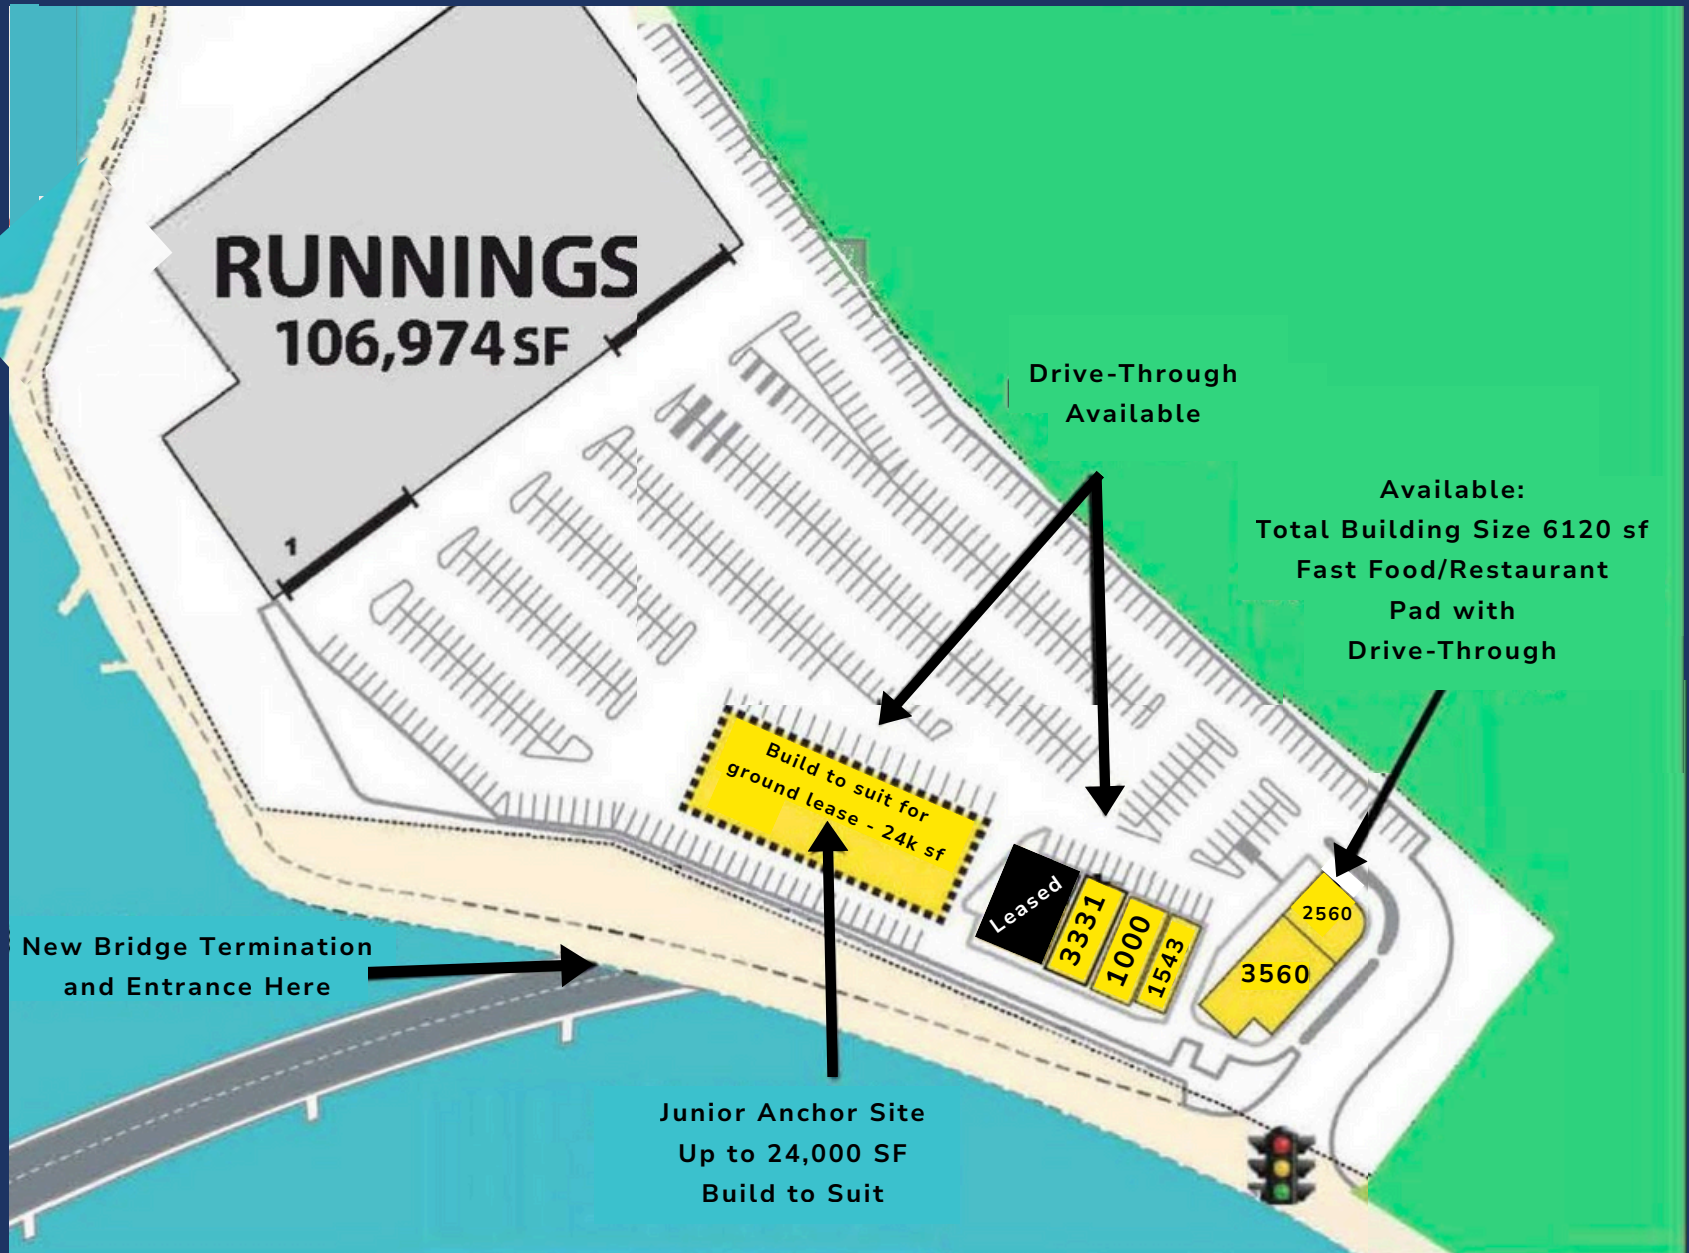 RUNNINGS
106,974 SF
1
Drive-Through
Available
Available:
Total Building Size 6120 sf
Fast Food/Restaurant
Pad with
Drive-Through
Build to suit for
ground lease - 24k sf
Leased
3331
1000
1543
2560
3560
New Bridge Termination
and Entrance Here
Junior Anchor Site
Up to 24,000 SF
Build to Suit